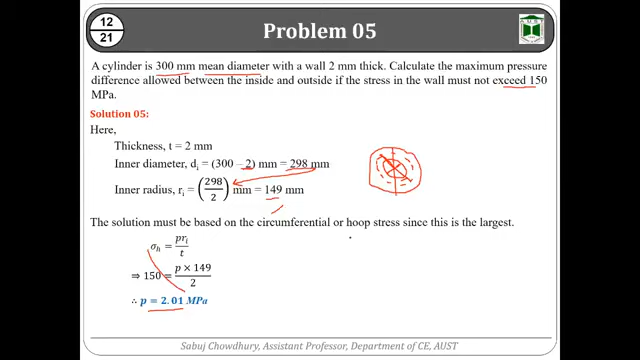 12
21
Problem 05
A cylinder is 300 mm mean diameter with a wall 2 mm thick. Calculate the maximum pressure
difference allowed between the inside and outside if the stress in the wall must not exceed 150
MPa.
Solution 05:
Here,
Thickness, t = 2 mm
Inner diameter, dᵢ = (300 – 2) mm = 298 mm
Inner radius, rᵢ = (298/2) mm = 149 mm
The solution must be based on the circumferential or hoop stress since this is the largest.
σₕ = prᵢ/t
⇒ 150 = p × 149/2
∴ p = 2.01 MPa
Sabuj Chowdhury, Assistant Professor, Department of CE, AUST